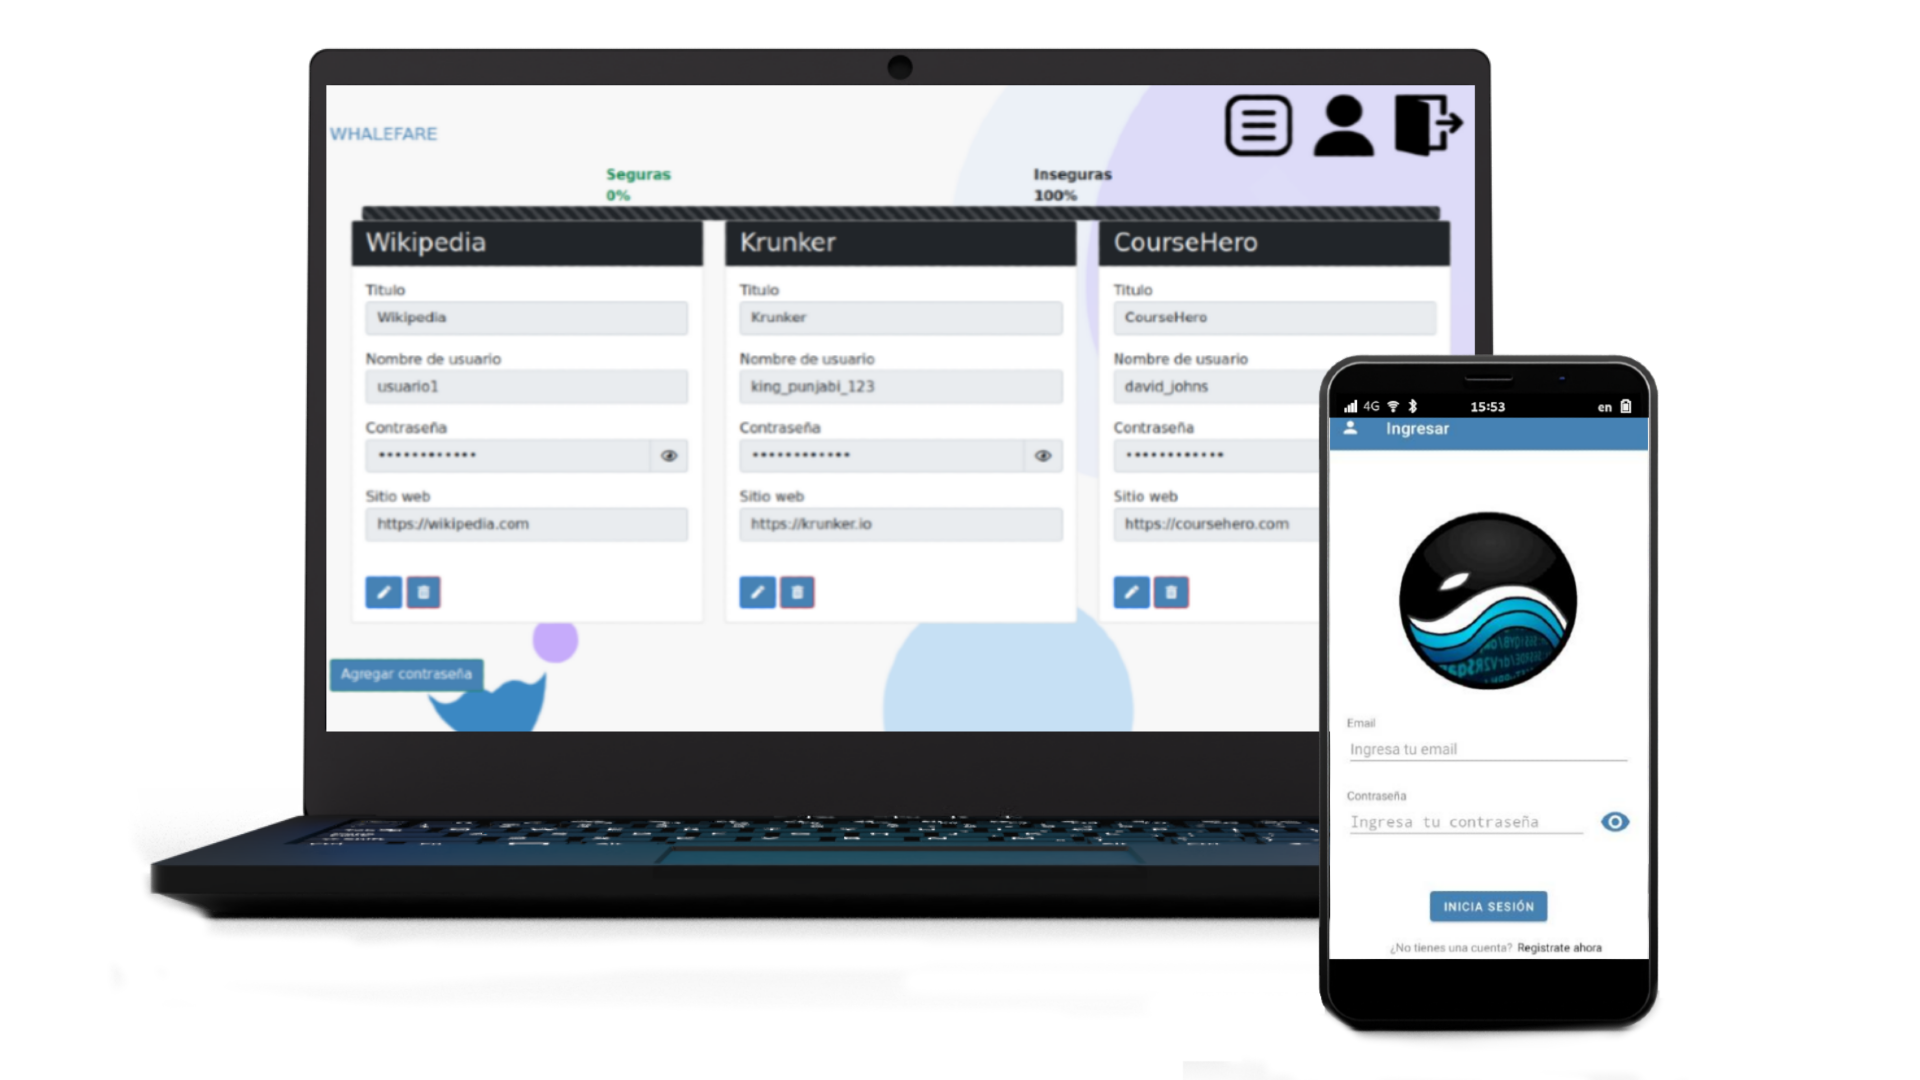 WHALEFARE
Seguras
0%
Inseguras
100%
Wikipedia
Titulo
Wikipedia
Nombre de usuario
usuario1
Contraseña
Sitio web
https://wikipedia.com
Krunker
Titulo
Krunker
Nombre de usuario
king_punjabi_123
Contraseña
Sitio web
https://krunker.io
CourseHero
Titulo
CourseHero
Nombre de usuario
david_johns
Contraseña
Sitio web
https://coursehero.com
Agregar contraseña
4G
15:53
en
Ingresar
Email
Ingresa tu email
Contraseña
Ingresa tu contraseña
INICIA SESIÓN
¿No tienes una cuenta? Registrate ahora